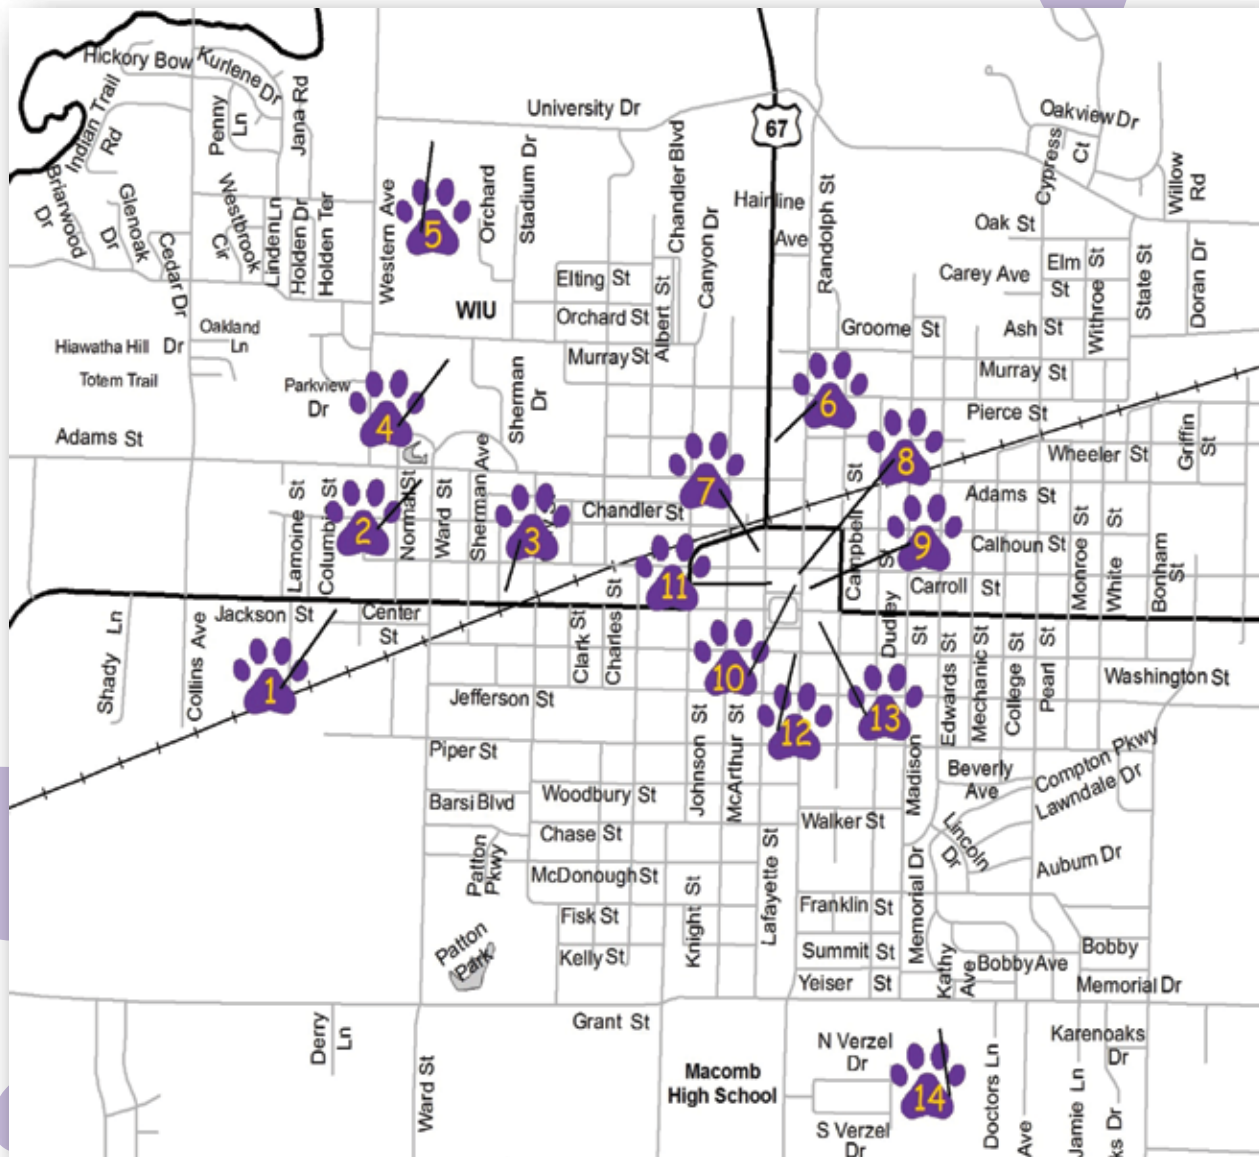 Hickory Bow
Kurlene Dr
Indian Trail
Rd
Penny
Ln
Jana Rd
University Dr
67
Oakview Dr
Cypress
Ct
Willow
Rd
Briarwood
Dr
Glenoak
Dr
Cedar Dr
Westbrook
Cir
Linden Ln
Holden Dr
Holden Ter
Western Ave
5
Orchard
Stadium Dr
Chandler Blvd
Canyon Dr
Hairline
Ave
Randolph St
Oak St
Carey Ave
Elm
St
Withroe St
State St
Doran Dr
Elting St
WIU
Orchard St
Albert St
Murray St
Groome St
Ash St
Murray St
Oakland
Ln
Hiawatha Hill Dr
Totem Trail
Parkview
Dr
Sherman
Dr
4
6
Pierce St
Adams St
Wheeler St
Griffin
St
7
8
Lamoine St
Columbia St
2
Normal St
Ward St
Sherman Ave
3
Chandler St
Campbell St
9
Adams St
Calhoun St
Monroe St
White St
Bonham
St
11
Carroll St
Dudley St
Jackson St
Center
St
Shady Ln
Collins Ave
1
Clark St
Charles St
10
12
13
Madison St
Edwards St
Mechanic St
College St
Pearl St
Washington St
Jefferson St
Piper St
Johnson St
McArthur St
Beverly
Ave
Compton Pkwy
Lawndale Dr
Barsi Blvd
Woodbury St
Walker St
Lincoln
Dr
Auburn Dr
Chase St
Patton
Pkwy
McDonough St
Lafayette St
Franklin St
Memorial Dr
Fisk St
Knight St
Kelly St
Patton
Park
Summit St
Yeiser St
Kathy
Ave
Bobby Ave
Bobby
Memorial Dr
Grant St
Derry
Ln
Ward St
Macomb
High School
N Verzel
Dr
14
S Verzel
Dr
Doctors Ln
Ave
Jamie Ln
Karenoaks
Dr
ks Dr